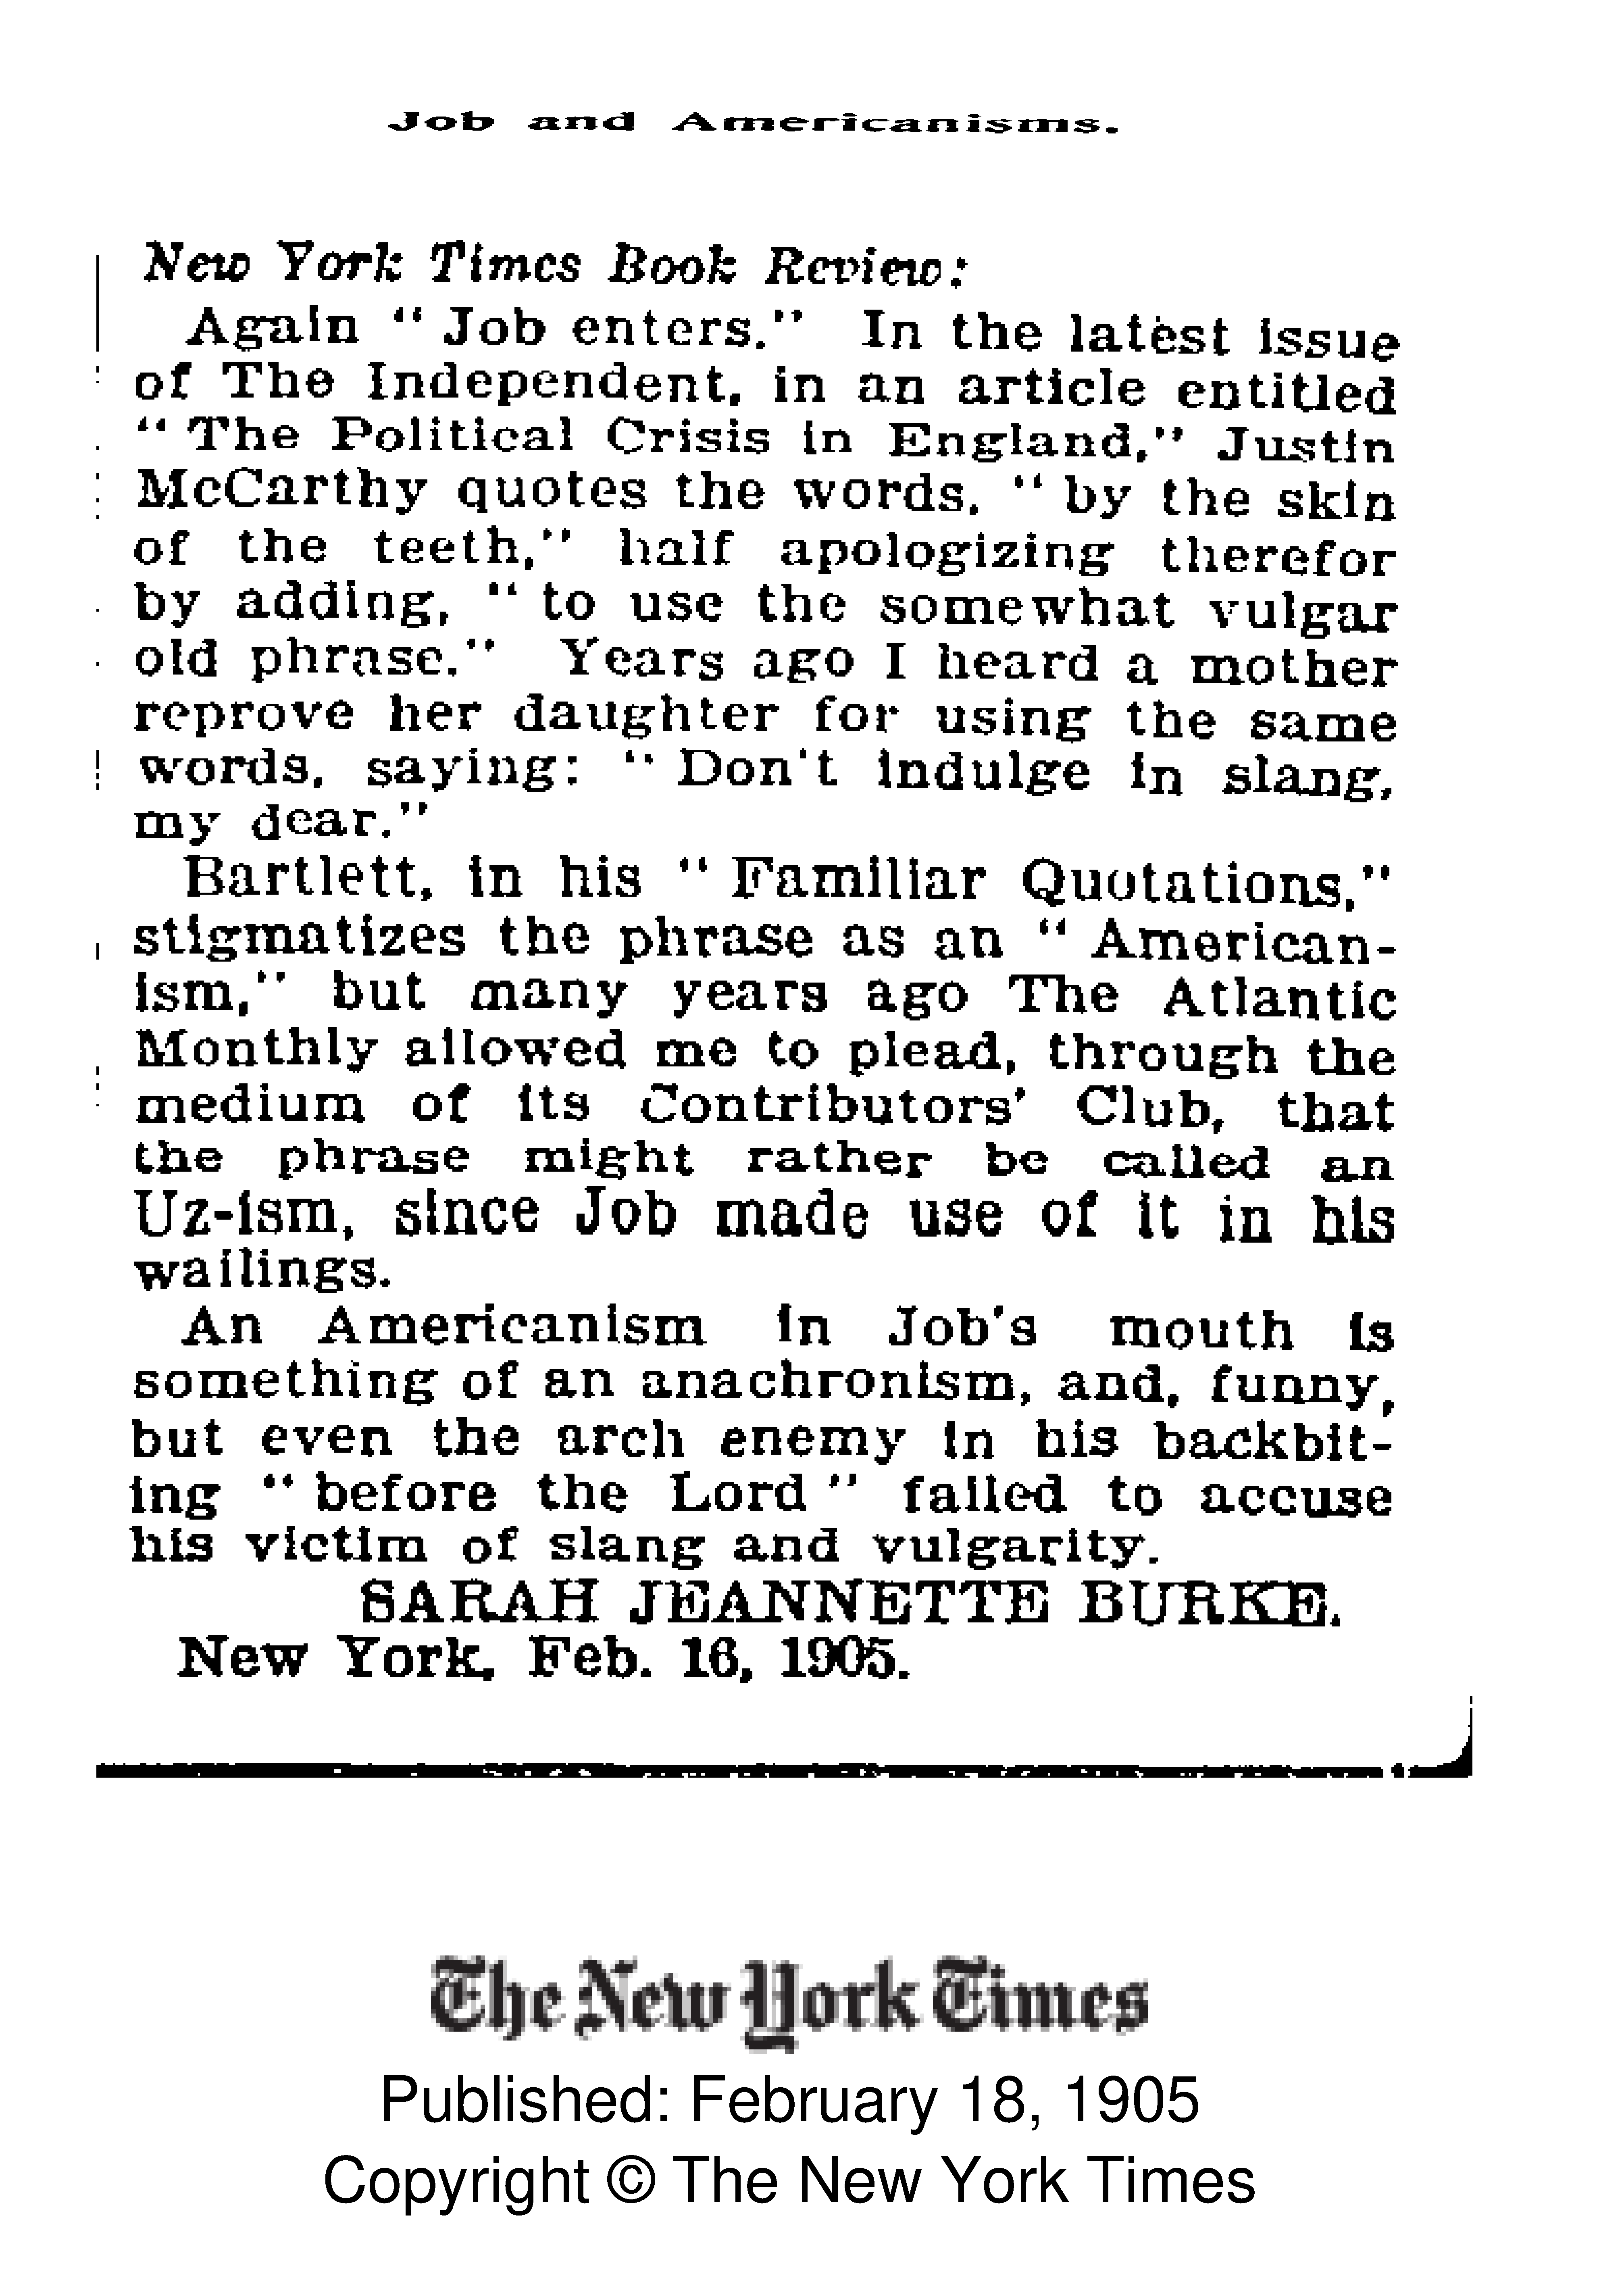 Job and Americanisms.
New York Times Book Review:
Again "Job enters." In the latest issue
of The Independent, in an article entitled
"The Political Crisis in England," Justin
McCarthy quotes the words, "by the skin
of the teeth," half apologizing therefor
by adding, "to use the somewhat vulgar
old phrase." Years ago I heard a mother
reprove her daughter for using the same
words, saying: "Don't indulge in slang,
my dear."
Bartlett, in his "Familiar Quotations,"
stigmatizes the phrase as an "American-
ism," but many years ago The Atlantic
Monthly allowed me to plead, through the
medium of its Contributors' Club, that
the phrase might rather be called an
Uz-ism, since Job made use of it in his
wailings.
An Americanism in Job's mouth is
something of an anachronism, and, funny,
but even the arch enemy in his backbit-
ing "before the Lord" failed to accuse
his victim of slang and vulgarity.
SARAH JEANNETTE BURKE.
New York, Feb. 16, 1905.
The New York Times
Published: February 18, 1905
Copyright © The New York Times